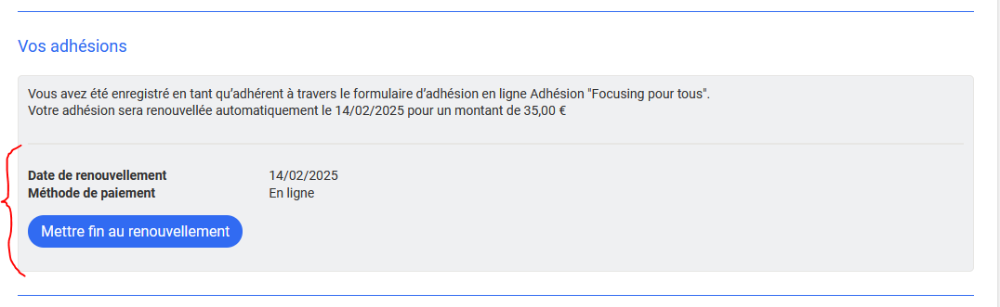 Vos adhésions
Vous avez été enregistré en tant qu’adhérent à travers le formulaire d’adhésion en ligne Adhésion "Focusing pour tous".
Votre adhésion sera renouvellée automatiquement le 14/02/2025 pour un montant de 35,00 €
Date de renouvellement 14/02/2025
Méthode de paiement En ligne
Mettre fin au renouvellement